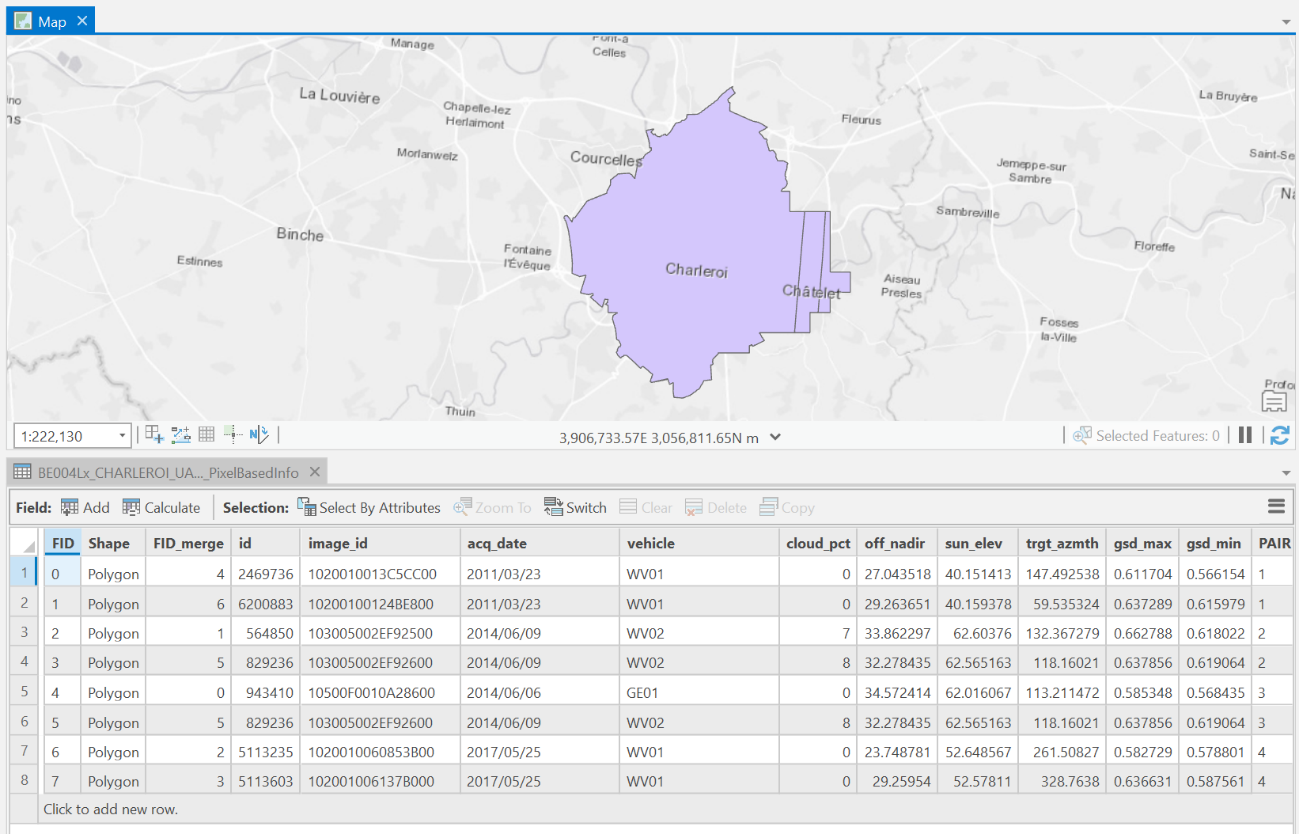 Map
Manage
Pont-à
Celles
La Louvière
Chapelle-lez
Herlaimont
Fleurus
La Bruyère
Morlanwelz
Courcelles
Jemeppe-sur
Sambre
Saint-Se
Na
Sambreville
Binche
Fontaine
l'Évêque
Floreffe
Estinnes
Charleroi
Châtelet
Aiseau
Presles
Fosses
la-Ville
Thuin
1:222,130
3,906,733.57E 3,056,811.65N m
Selected Features: 0
BE004Lx_CHARLEROI_UA..._PixelBasedInfo
Field: Add Calculate Selection: Select By Attributes Zoom To Switch Clear Delete Copy
FID Shape FID_merge id image_id acq_date vehicle cloud_pct off_nadir sun_elev trgt_azmth gsd_max gsd_min PAIR
1 0 Polygon 4 2469736 1020010013C5CC00 2011/03/23 WV01 0 27.043518 40.151413 147.492538 0.611704 0.566154 1
2 1 Polygon 6 6200883 10200100124BE800 2011/03/23 WV01 0 29.263651 40.159378 59.535324 0.637289 0.615979 1
3 2 Polygon 1 564850 103005002EF92500 2014/06/09 WV02 7 33.862297 62.60376 132.367279 0.662788 0.618022 2
4 3 Polygon 5 829236 103005002EF92600 2014/06/09 WV02 8 32.278435 62.565163 118.16021 0.637856 0.619064 2
5 4 Polygon 0 943410 10500F0010A28600 2014/06/06 GE01 0 34.572414 62.016067 113.211472 0.585348 0.568435 3
6 5 Polygon 5 829236 103005002EF92600 2014/06/09 WV02 8 32.278435 62.565163 118.16021 0.637856 0.619064 3
7 6 Polygon 2 5113235 1020010060853B00 2017/05/25 WV01 0 23.748781 52.648567 261.50827 0.582729 0.578801 4
8 7 Polygon 3 5113603 102001006137B000 2017/05/25 WV01 0 29.25954 52.57811 328.7638 0.636631 0.587561 4
Click to add new row.